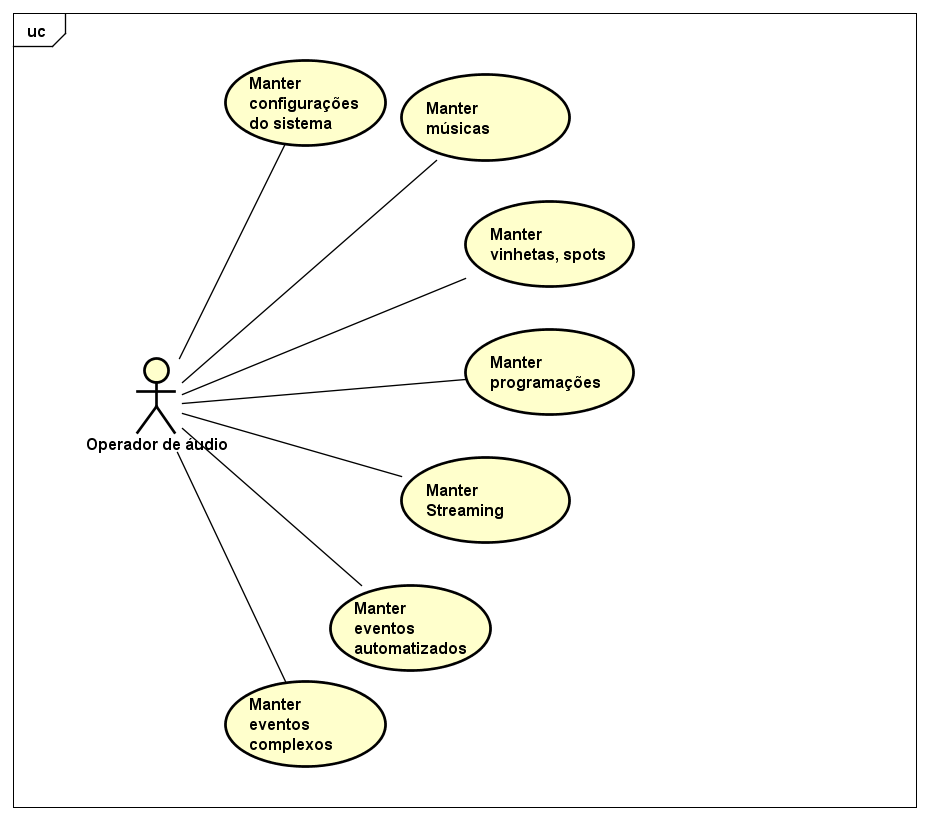 uc
Manter
configurações
do sistema
Manter
músicas
Manter
vinhetas, spots
Manter
programações
Operador de áudio
Manter
Streaming
Manter
eventos
automatizados
Manter
eventos
complexos